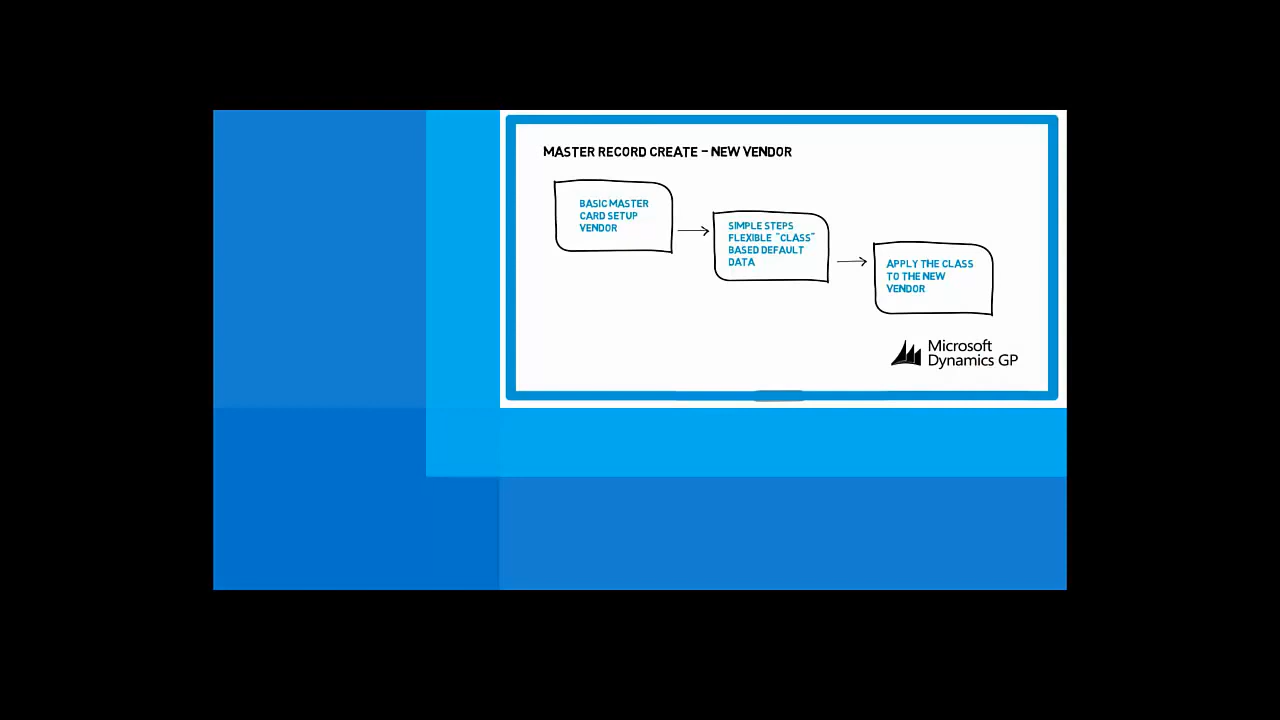 MASTER RECORD CREATE – NEW VENDOR
BASIC MASTER
CARD SETUP
VENDOR
SIMPLE STEPS
FLEXIBLE "CLASS"
BASED DEFAULT
DATA
APPLY THE CLASS
TO THE NEW
VENDOR
Microsoft
Dynamics GP